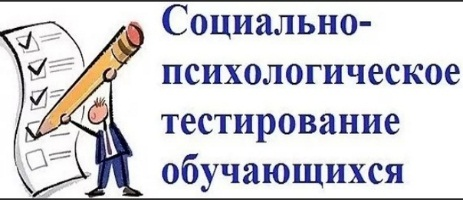 Социально-
психологическое
тестирование
обучающихся